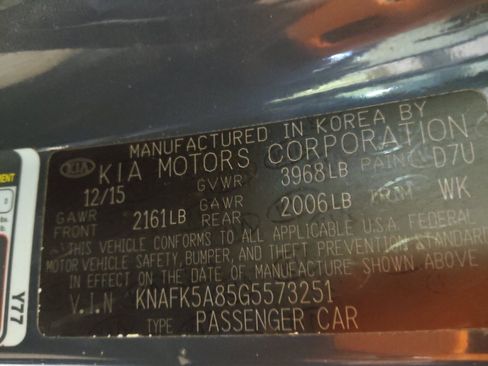 MANUFACTURED IN KOREA BY
KIA KIA MOTORS CORPORATION
12/15 GVWR 3968LB PAINT D7U
GAWR FRONT 2161LB GAWR REAR 2006LB TRIM WK
THIS VEHICLE CONFORMS TO ALL APPLICABLE U.S.A. FEDERAL
MOTOR VEHICLE SAFETY, BUMPER, AND THEFT PREVENTION STANDARD
IN EFFECT ON THE DATE OF MANUFACTURE SHOWN ABOVE
V.I.N KNAFK5A85G5573251
TYPE PASSENGER CAR
Y77